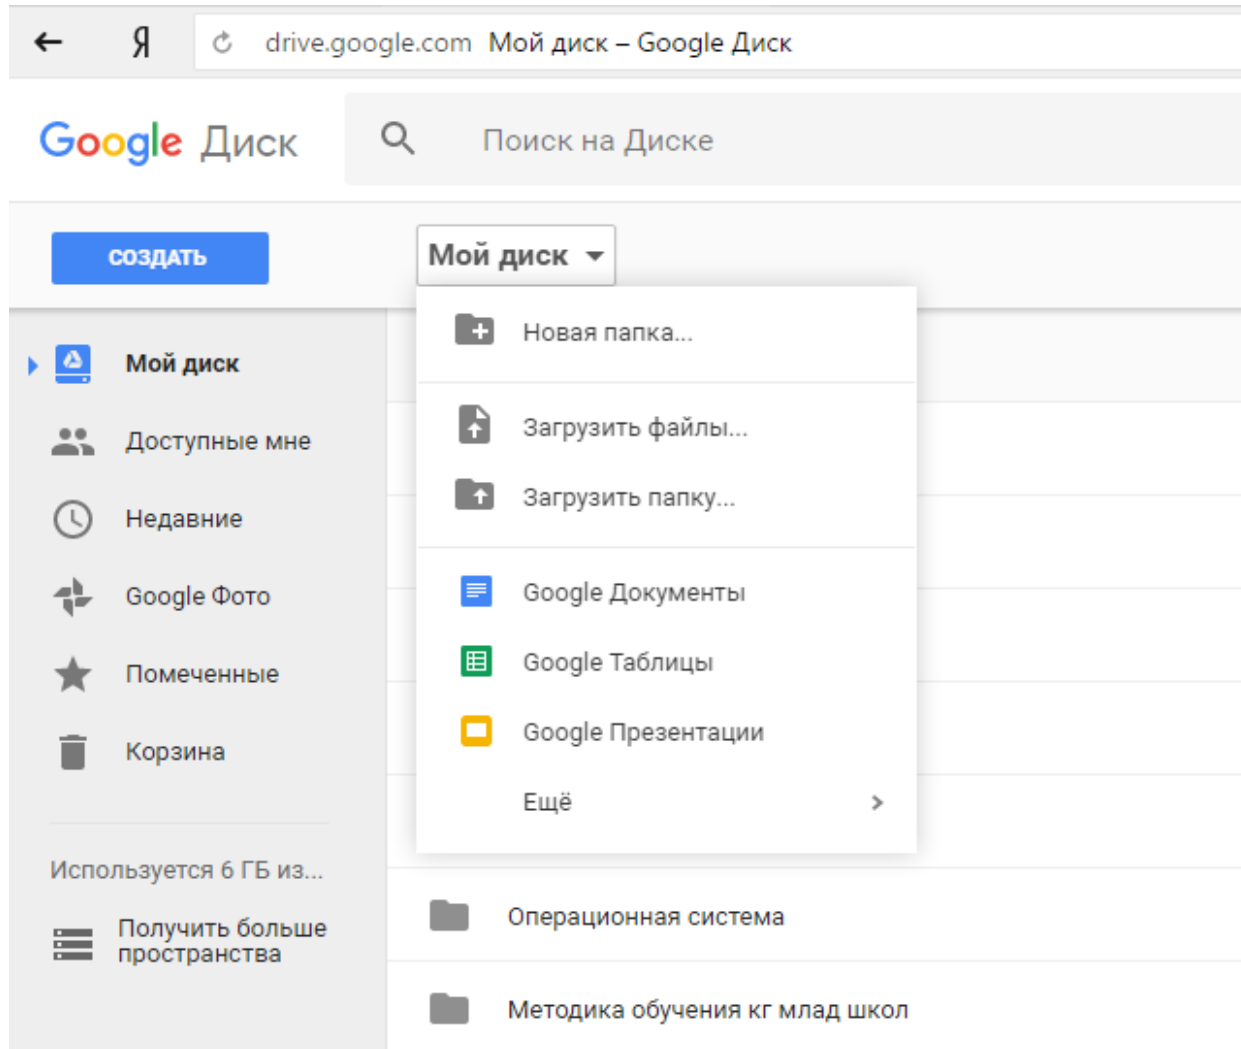 Я drive.google.com Мой диск – Google Диск
Google Диск Поиск на Диске
СОЗДАТЬ Мой диск
Новая папка...
Загрузить файлы...
Загрузить папку...
Google Документы
Google Таблицы
Google Презентации
Ещё
Мой диск
Доступные мне
Недавние
Google Фото
Помеченные
Корзина
Используется 6 ГБ из...
Получить больше
пространства
Операционная система
Методика обучения кг млад школ